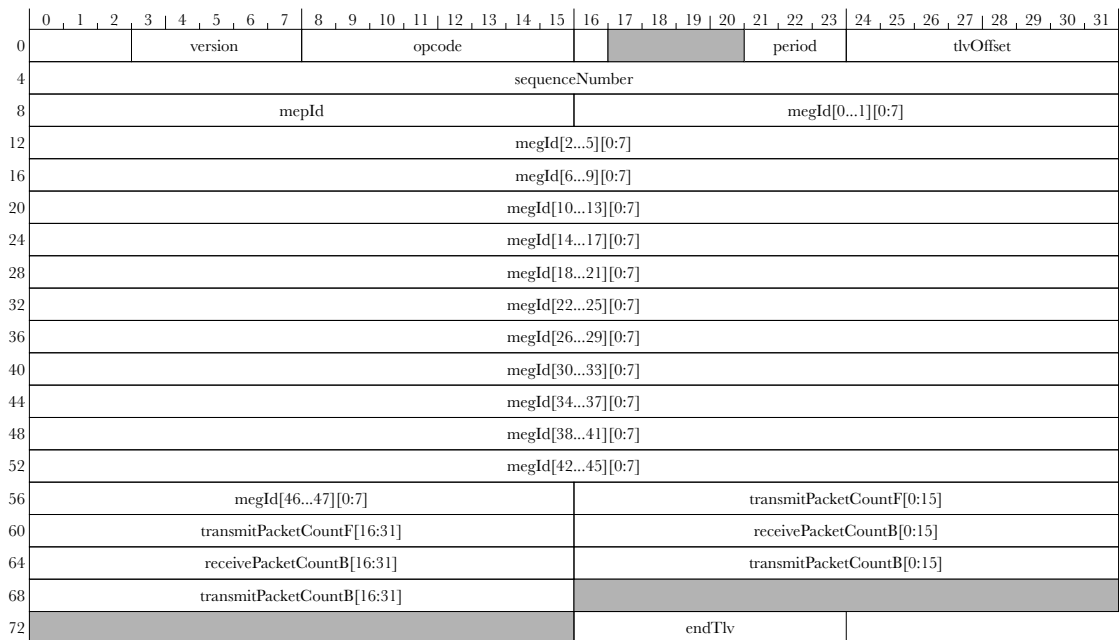 0 1 2 3 4 5 6 7 8 9 10 11 12 13 14 15 16 17 18 19 20 21 22 23 24 25 26 27 28 29 30 31
0 version opcode period tlvOffset
4 sequenceNumber
8 mepId megId[0...1][0:7]
12 megId[2...5][0:7]
16 megId[6...9][0:7]
20 megId[10...13][0:7]
24 megId[14...17][0:7]
28 megId[18...21][0:7]
32 megId[22...25][0:7]
36 megId[26...29][0:7]
40 megId[30...33][0:7]
44 megId[34...37][0:7]
48 megId[38...41][0:7]
52 megId[42...45][0:7]
56 megId[46...47][0:7] transmitPacketCountF[0:15]
60 transmitPacketCountF[16:31] receivePacketCountB[0:15]
64 receivePacketCountB[16:31] transmitPacketCountB[0:15]
68 transmitPacketCountB[16:31]
72 endTlv